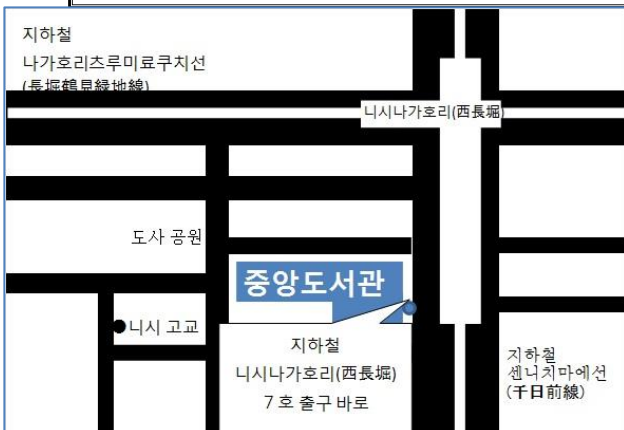 지하철
나가호리츠루미료쿠치선
(長堀鶴見緑地線)
니시나가호리(西長堀)
도사 공원
중앙도서관
니시 고교
지하철
니시나가호리(西長堀)
7 호 출구 바로
지하철
센니치마에선
(千日前線)